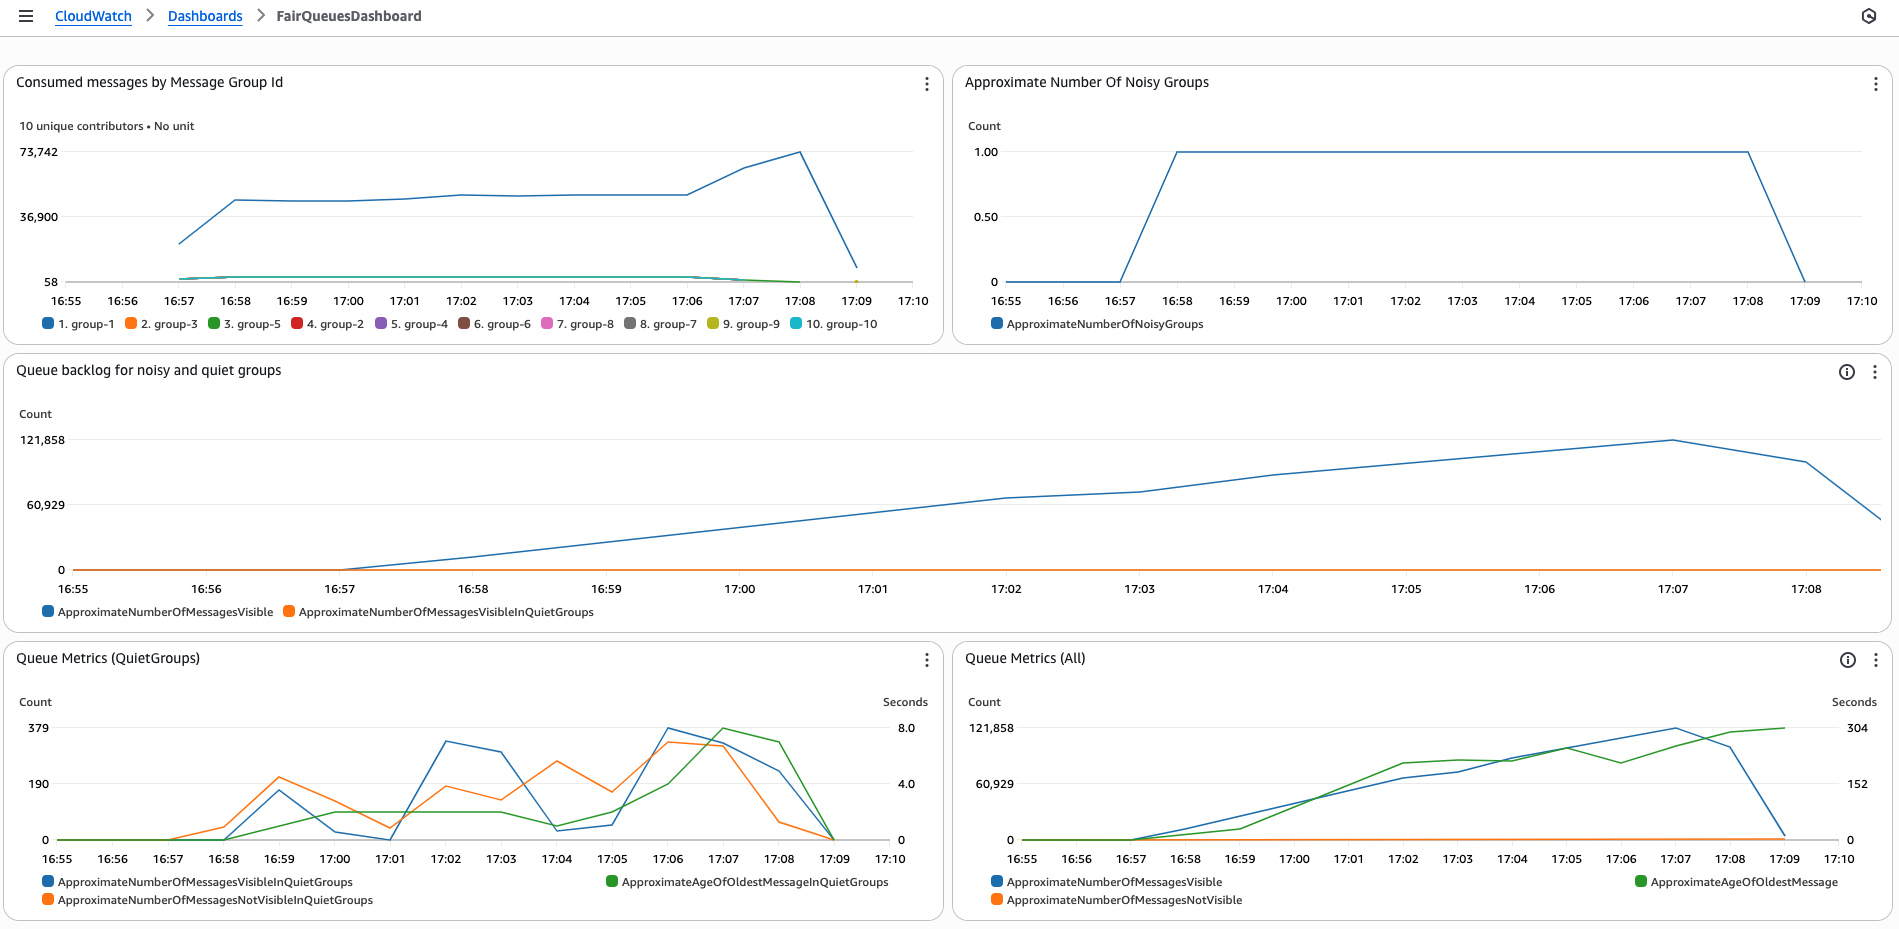 CloudWatch > Dashboards > FairQueuesDashboard
Consumed messages by Message Group Id
10 unique contributors • No unit
73,742
36,900
58
16:55 16:56 16:57 16:58 16:59 17:00 17:01 17:02 17:03 17:04 17:05 17:06 17:07 17:08 17:09 17:10
1. group-1 2. group-3 3. group-5 4. group-2 5. group-4 6. group-6 7. group-8 8. group-7 9. group-9 10. group-10
Approximate Number Of Noisy Groups
Count
1.00
0.50
0
16:55 16:56 16:57 16:58 16:59 17:00 17:01 17:02 17:03 17:04 17:05 17:06 17:07 17:08 17:09 17:10
ApproximateNumberOfNoisyGroups
Queue backlog for noisy and quiet groups
Count
121,858
60,929
0
16:55 16:56 16:57 16:58 16:59 17:00 17:01 17:02 17:03 17:04 17:05 17:06 17:07 17:08
ApproximateNumberOfMessagesVisible ApproximateNumberOfMessagesVisibleInQuietGroups
Queue Metrics (QuietGroups)
Count Seconds
379 8.0
190 4.0
0 0
16:55 16:56 16:57 16:58 16:59 17:00 17:01 17:02 17:03 17:04 17:05 17:06 17:07 17:08 17:09 17:10
ApproximateNumberOfMessagesVisibleInQuietGroups ApproximateAgeOfOldestMessageInQuietGroups
ApproximateNumberOfMessagesNotVisibleInQuietGroups
Queue Metrics (All)
Count Seconds
121,858 304
60,929 152
0 0
16:55 16:56 16:57 16:58 16:59 17:00 17:01 17:02 17:03 17:04 17:05 17:06 17:07 17:08 17:09 17:10
ApproximateNumberOfMessagesVisible ApproximateAgeOfOldestMessage
ApproximateNumberOfMessagesNotVisible